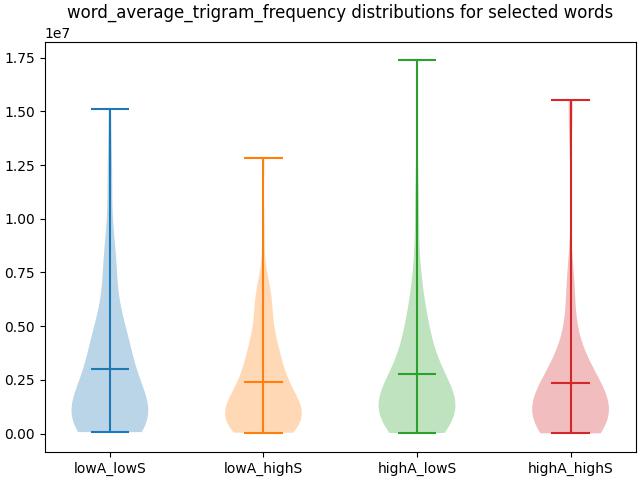 word_average_trigram_frequency distributions for selected words
1e7
1.75
1.50
1.25
1.00
0.75
0.50
0.25
0.00
lowA_lowS lowA_highS highA_lowS highA_highS